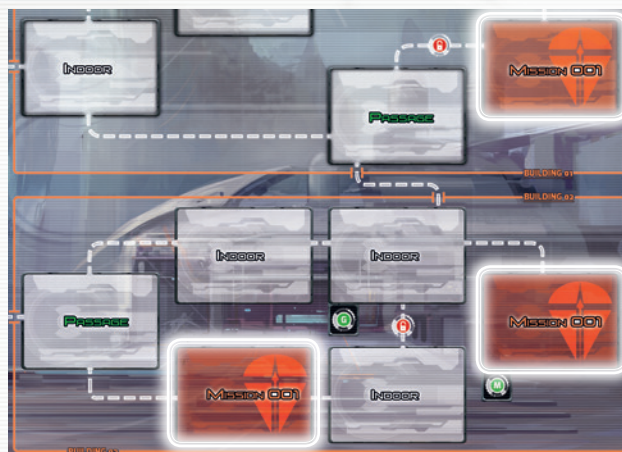 INDOOR
MISSION 001
PASSAGE
BUILDING 01
BUILDING 02
INDOOR
INDOOR
PASSAGE
G
MISSION 001
MISSION 001
INDOOR
M